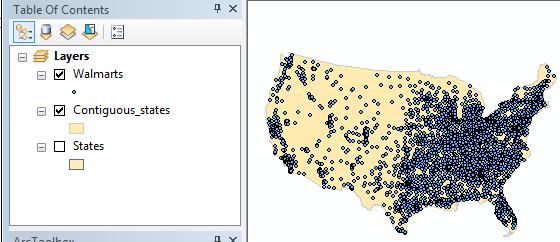 Table Of Contents
Layers
Walmarts
Contiguous_states
States
ArcToolbox